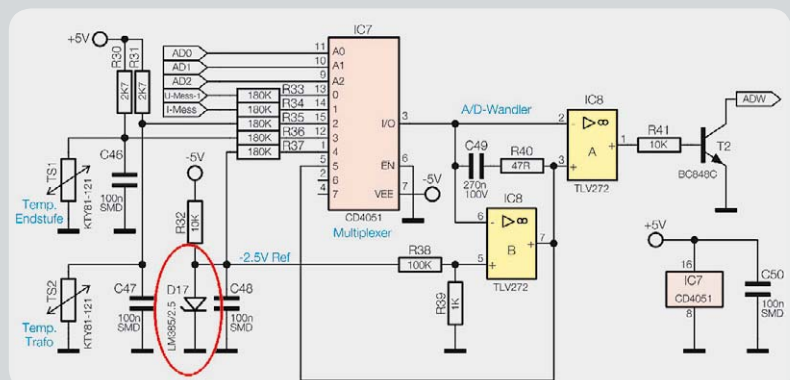 IC7
+5V
R30
R31
2K7
2K7
AD0
AD1
AD2
U-Mess-1
I-Mess
11
10
9
13
14
15
12
1
5
2
4
A0
A1
A2
0
1
2
3
4
5
6
7
180K
R33
180K
R34
180K
R35
180K
R36
180K
R37
I/O
3
EN
6
VEE
7
-5V
CD4051
Multiplexer
A/D-Wandler
IC8
2
-
8
A
3
+
+
1
TLV272
R41
10K
ADW
T2
BC848C
C49
270n
100V
R40
47R
IC8
6
-
8
B
5
+
+
7
TLV272
TS1
KTY81-121
Temp.
Endstufe
C46
100n
SMD
-5V
R32
10K
-2.5V Ref
R38
100K
R39
1K
TS2
KTY81-121
Temp.
Trafo
C47
100n
SMD
D17
LM385/2.5
C48
100n
SMD
+5V
16
IC7
CD4051
8
C50
100n
SMD